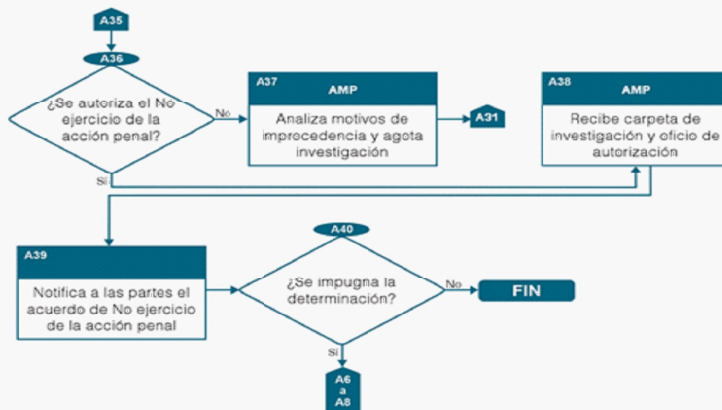 A35
A36
¿Se autoriza el No
ejercicio de la
acción penal?
No
Sí
A37
AMP
Analiza motivos de
improcedencia y agota
investigación
A31
A38
AMP
Recibe carpeta de
investigación y oficio de
autorización
A39
Notifica a las partes el
acuerdo de No ejercicio
de la acción penal
A40
¿Se impugna la
determinación?
No
FIN
Sí
A6
a
A8